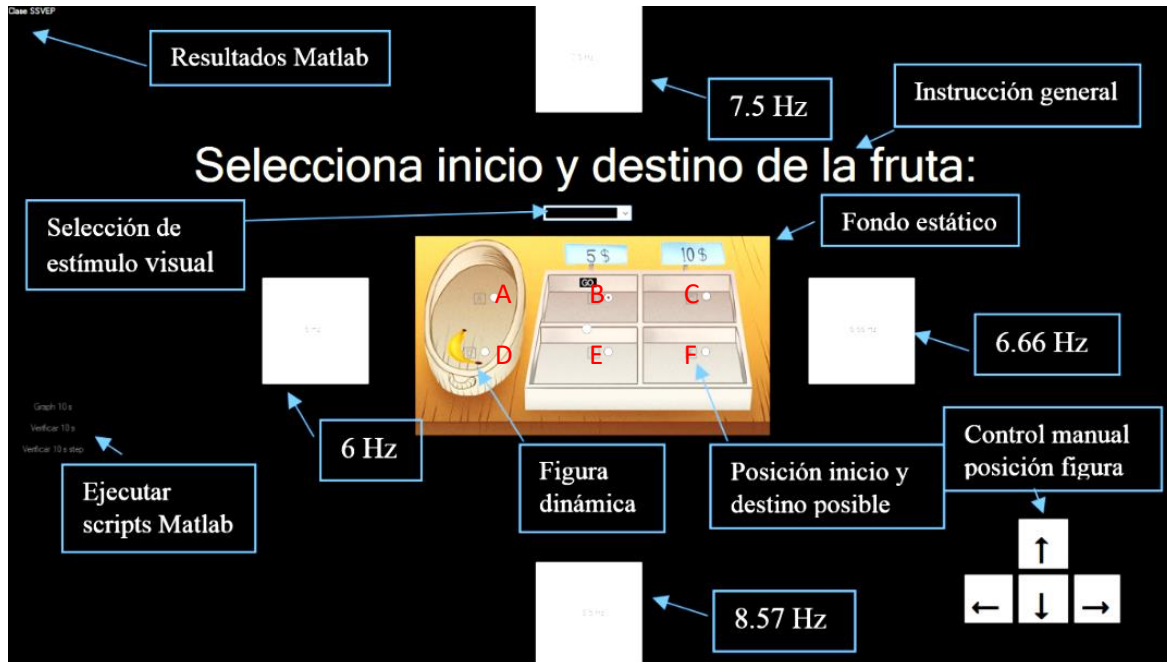 Clase SSVEP
Resultados Matlab
7.5 Hz
Instrucción general
Selecciona inicio y destino de la fruta:
Selección de
estímulo visual
Fondo estático
5 $
10 $
GO
A
B
C
D
E
F
6.66 Hz
6 Hz
Graph 10 s
Verificar 10 s
Verificar 10 s step
Ejecutar
scripts Matlab
Figura
dinámica
Posición inicio y
destino posible
Control manual
posición figura
↑
← ↓ →
8.57 Hz